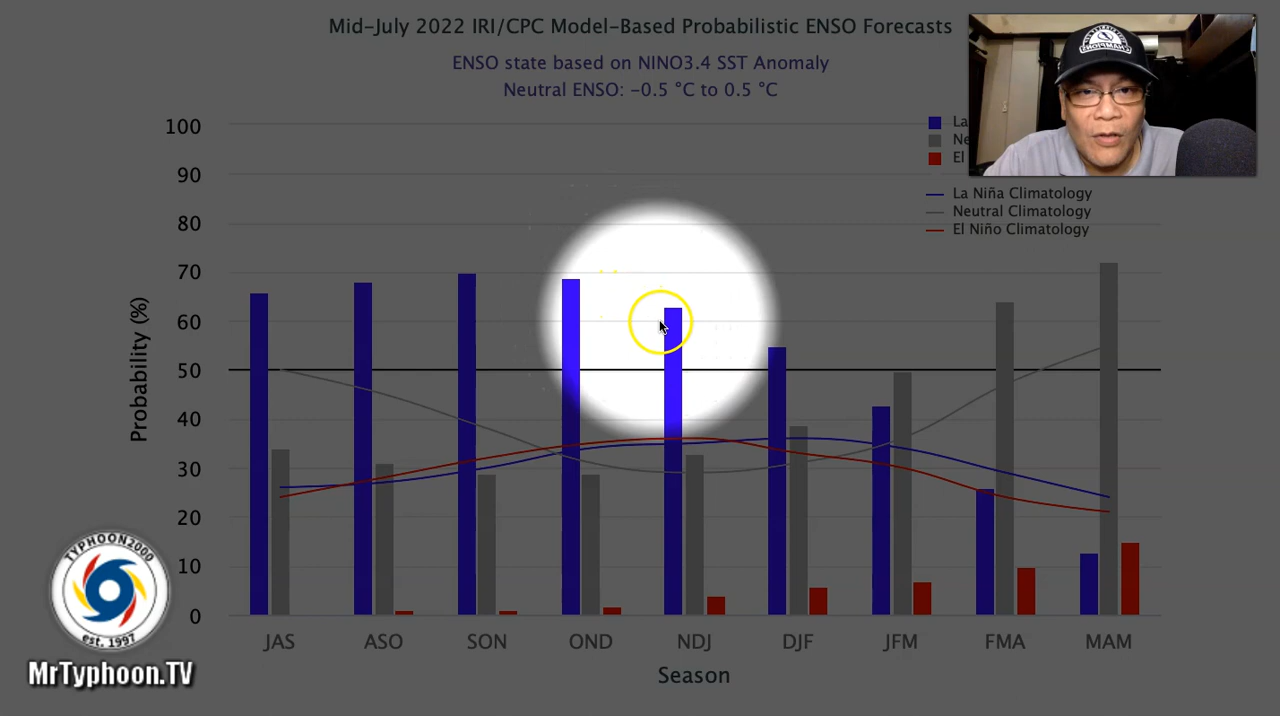 Mid-July 2022 IRI/CPC Model-Based Probabilistic ENSO Forecasts
ENSO state based on NINO3.4 SST Anomaly
Neutral ENSO: -0.5 °C to 0.5 °C
La
Ne
El
La Niña Climatology
Neutral Climatology
El Niño Climatology
100
90
80
70
60
50
40
30
20
10
0
Probability (%)
JAS ASO SON OND NDJ DJF JFM FMA MAM
Season
TYPHOON2000
est. 1997
MrTyphoon.TV